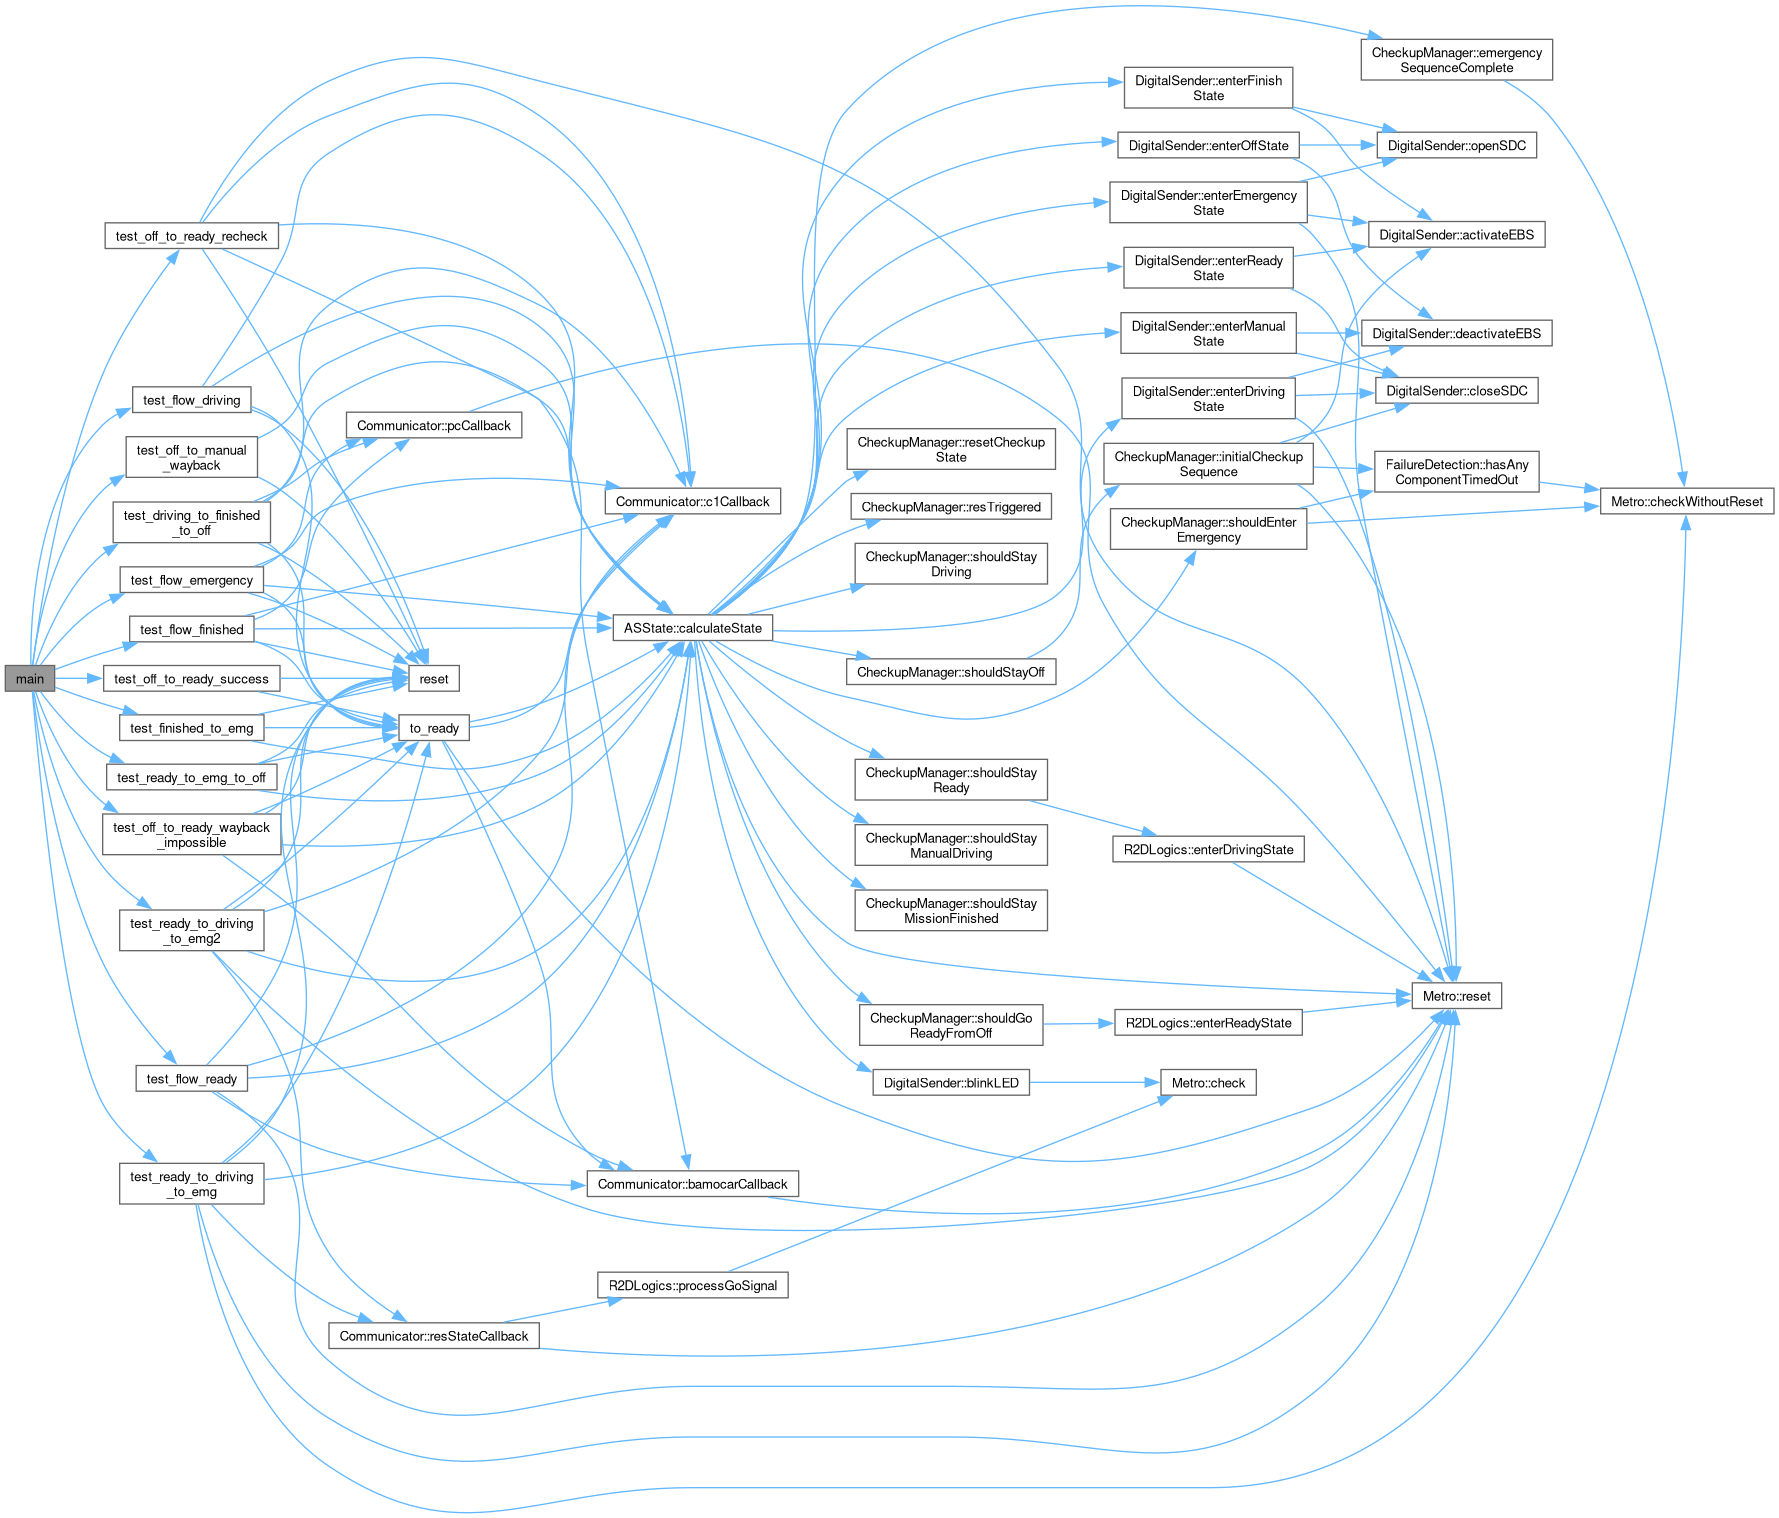 main
test_off_to_ready_recheck
test_flow_driving
test_off_to_manual
_wayback
test_driving_to_finished
_to_off
test_flow_emergency
test_flow_finished
test_off_to_ready_success
test_finished_to_emg
test_ready_to_emg_to_off
test_off_to_ready_wayback
_impossible
test_ready_to_driving
_to_emg2
test_flow_ready
test_ready_to_driving
_to_emg
Communicator::pcCallback
reset
to_ready
Communicator::resStateCallback
Communicator::c1Callback
ASState::calculateState
Communicator::bamocarCallback
R2DLogics::processGoSignal
CheckupManager::resetCheckup
State
CheckupManager::resTriggered
CheckupManager::shouldStay
Driving
CheckupManager::shouldStayOff
CheckupManager::shouldStay
Ready
CheckupManager::shouldStay
ManualDriving
CheckupManager::shouldStay
MissionFinished
CheckupManager::shouldGo
ReadyFromOff
DigitalSender::blinkLED
DigitalSender::enterFinish
State
DigitalSender::enterOffState
DigitalSender::enterEmergency
State
DigitalSender::enterReady
State
DigitalSender::enterManual
State
DigitalSender::enterDriving
State
CheckupManager::initialCheckup
Sequence
CheckupManager::shouldEnter
Emergency
R2DLogics::enterDrivingState
R2DLogics::enterReadyState
Metro::check
CheckupManager::emergency
SequenceComplete
DigitalSender::openSDC
DigitalSender::activateEBS
DigitalSender::deactivateEBS
DigitalSender::closeSDC
FailureDetection::hasAny
ComponentTimedOut
Metro::reset
Metro::checkWithoutReset